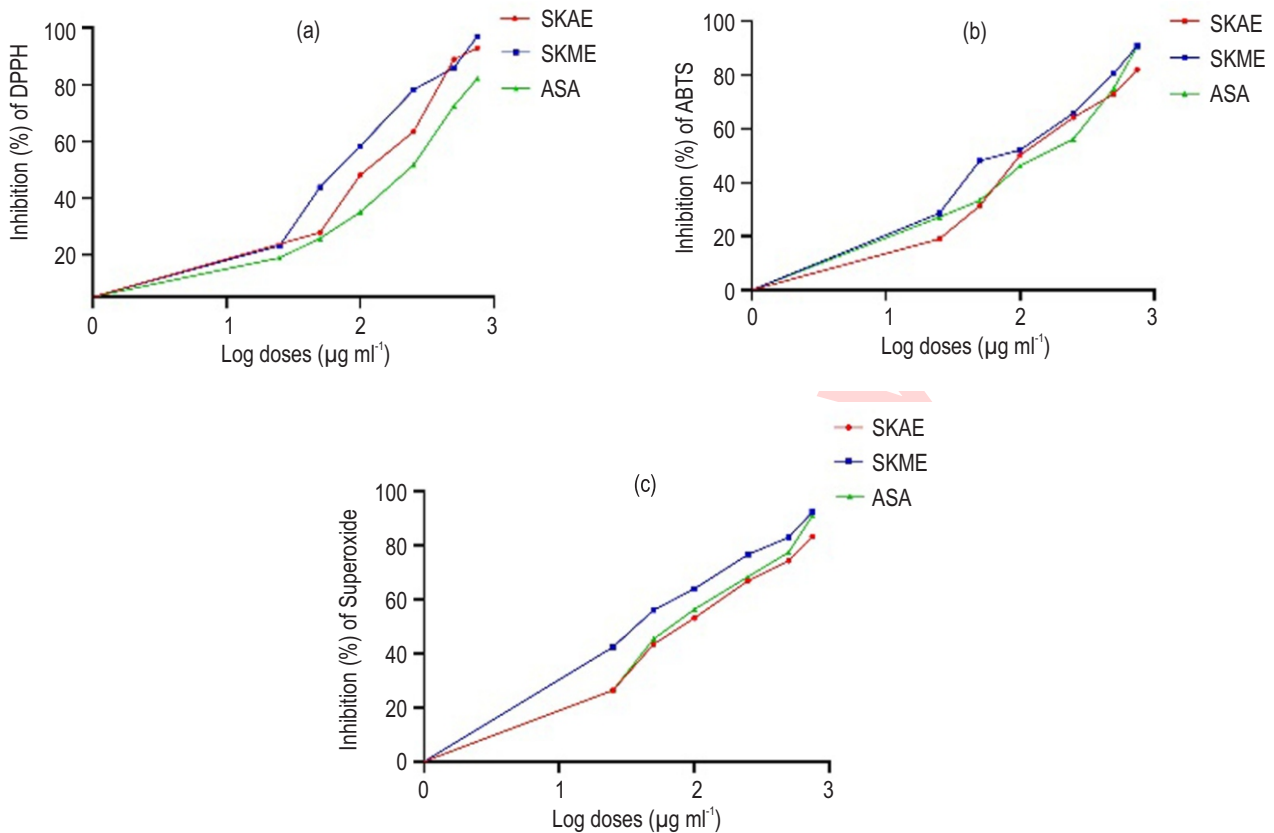 (a)
SKAE
SKME
ASA
Inhibition (%) of DPPH
100
80
60
40
20
0 1 2 3
Log doses (µg ml⁻¹)
(b)
SKAE
SKME
ASA
Inhibition (%) of ABTS
100
80
60
40
20
0
0 1 2 3
Log doses (µg ml⁻¹)
(c)
SKAE
SKME
ASA
Inhibition (%) of Superoxide
100
80
60
40
20
0
0 1 2 3
Log doses (µg ml⁻¹)